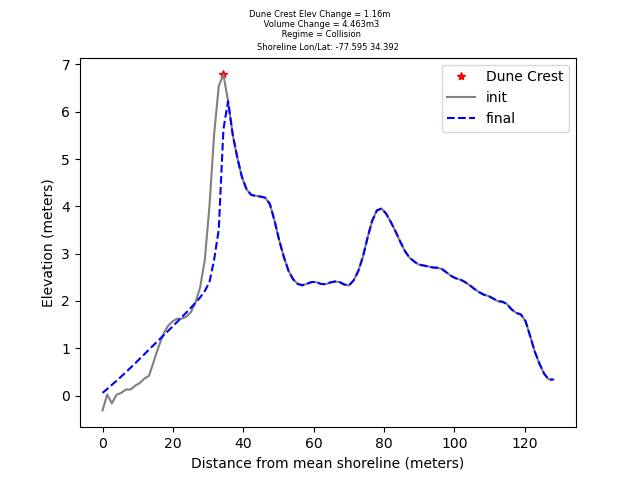 Dune Crest Elev Change = 1.16m
Volume Change = 4.463m3
Regime = Collision
Shoreline Lon/Lat: -77.595 34.392
Dune Crest
init
final
7
6
5
4
3
2
1
0
Elevation (meters)
0 20 40 60 80 100 120
Distance from mean shoreline (meters)